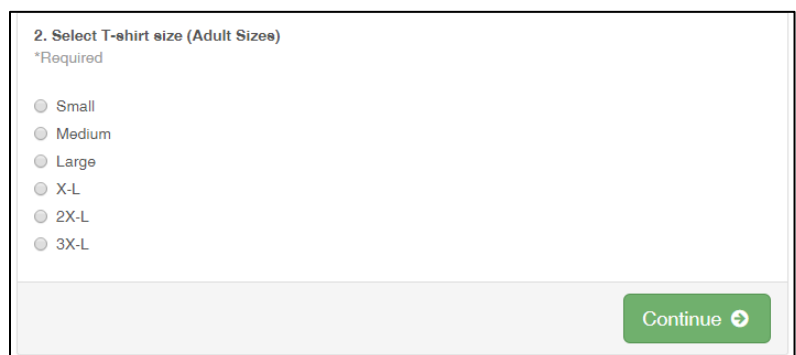 2. Select T-shirt size (Adult Sizes)
*Required
Small
Medium
Large
X-L
2X-L
3X-L
Continue